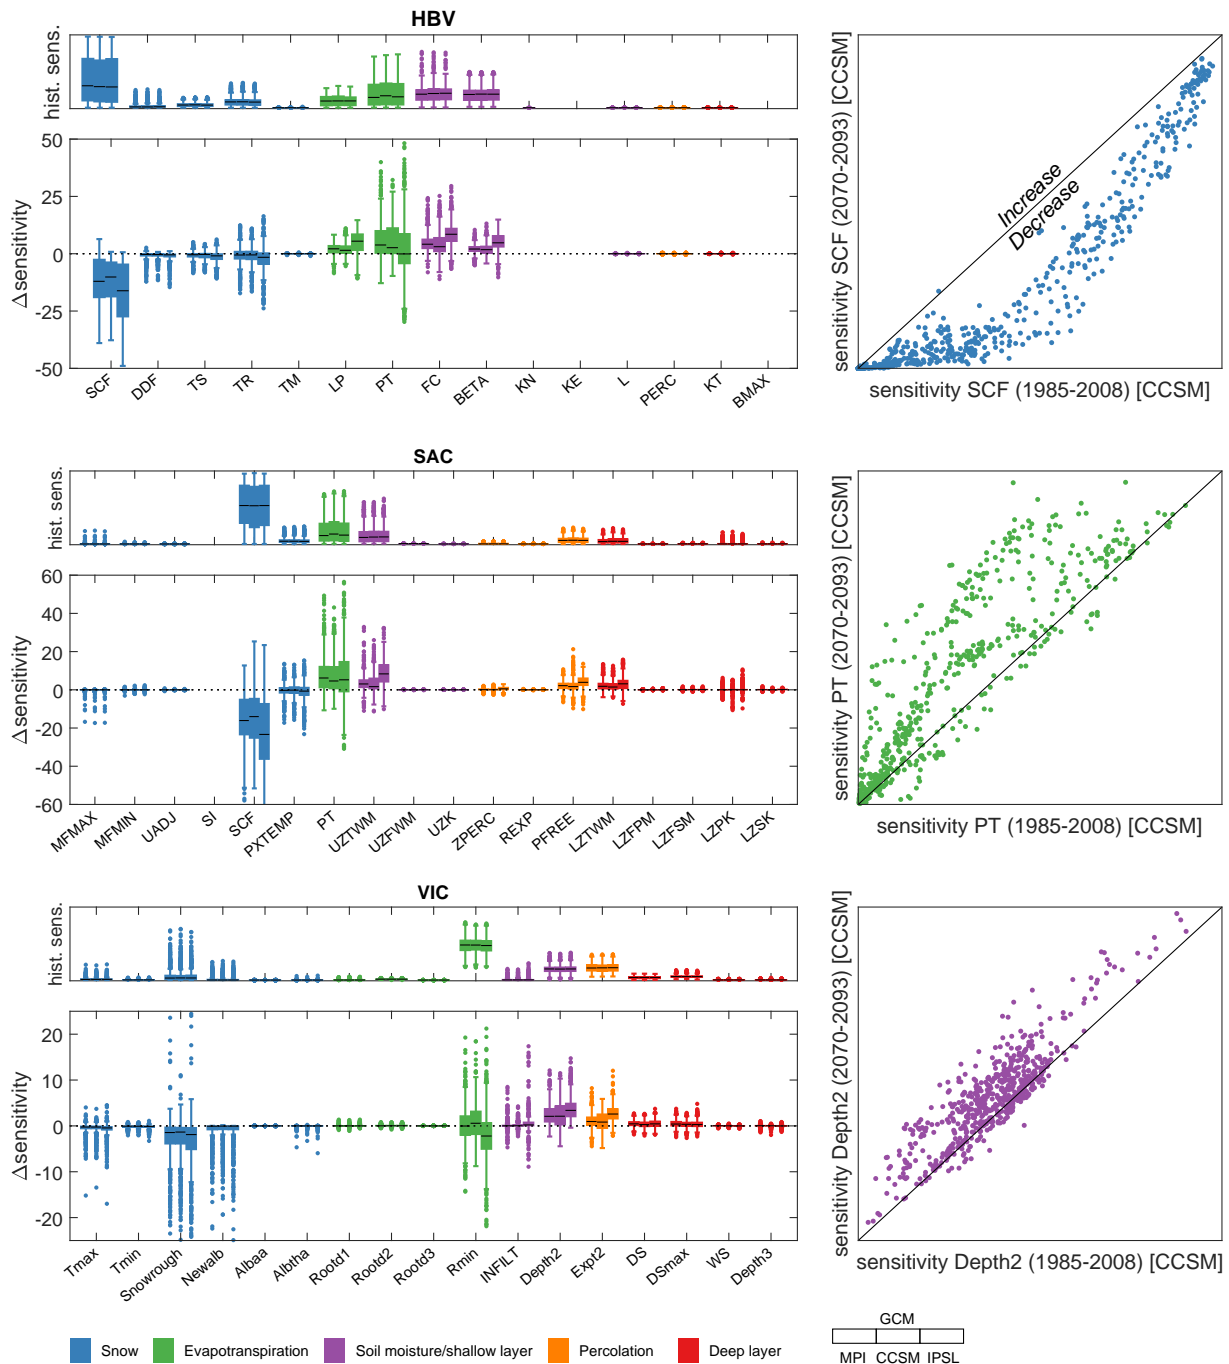 HBV
hist. sens.
50
25
0
-25
-50
Δsensitivity
SCF
DDF
TS
TR
TM
LP
PT
FC
BETA
KN
KE
L
PERC
KT
BMAX
sensitivity SCF (2070-2093) [CCSM]
Increase
Decrease
sensitivity SCF (1985-2008) [CCSM]
SAC
hist. sens.
60
40
20
0
-20
-40
-60
Δsensitivity
MFMAX
MFMIN
UADJ
SI
SCF
PXTEMP
PT
UZTWM
UZFWM
UZK
ZPERC
REXP
PFREE
LZTWM
LZFPM
LZFSM
LZPK
LZSK
sensitivity PT (2070-2093) [CCSM]
sensitivity PT (1985-2008) [CCSM]
VIC
hist. sens.
20
10
0
-10
-20
Δsensitivity
Tmax
Tmin
Snowrough
Newalb
Albaa
Albtha
Rootd1
Rootd2
Rootd3
Rmin
INFILT
Depth2
Expt2
DS
DSmax
WS
Depth3
sensitivity Depth2 (2070-2093) [CCSM]
sensitivity Depth2 (1985-2008) [CCSM]
Snow
Evapotranspiration
Soil moisture/shallow layer
Percolation
Deep layer
GCM
MPI CCSM IPSL